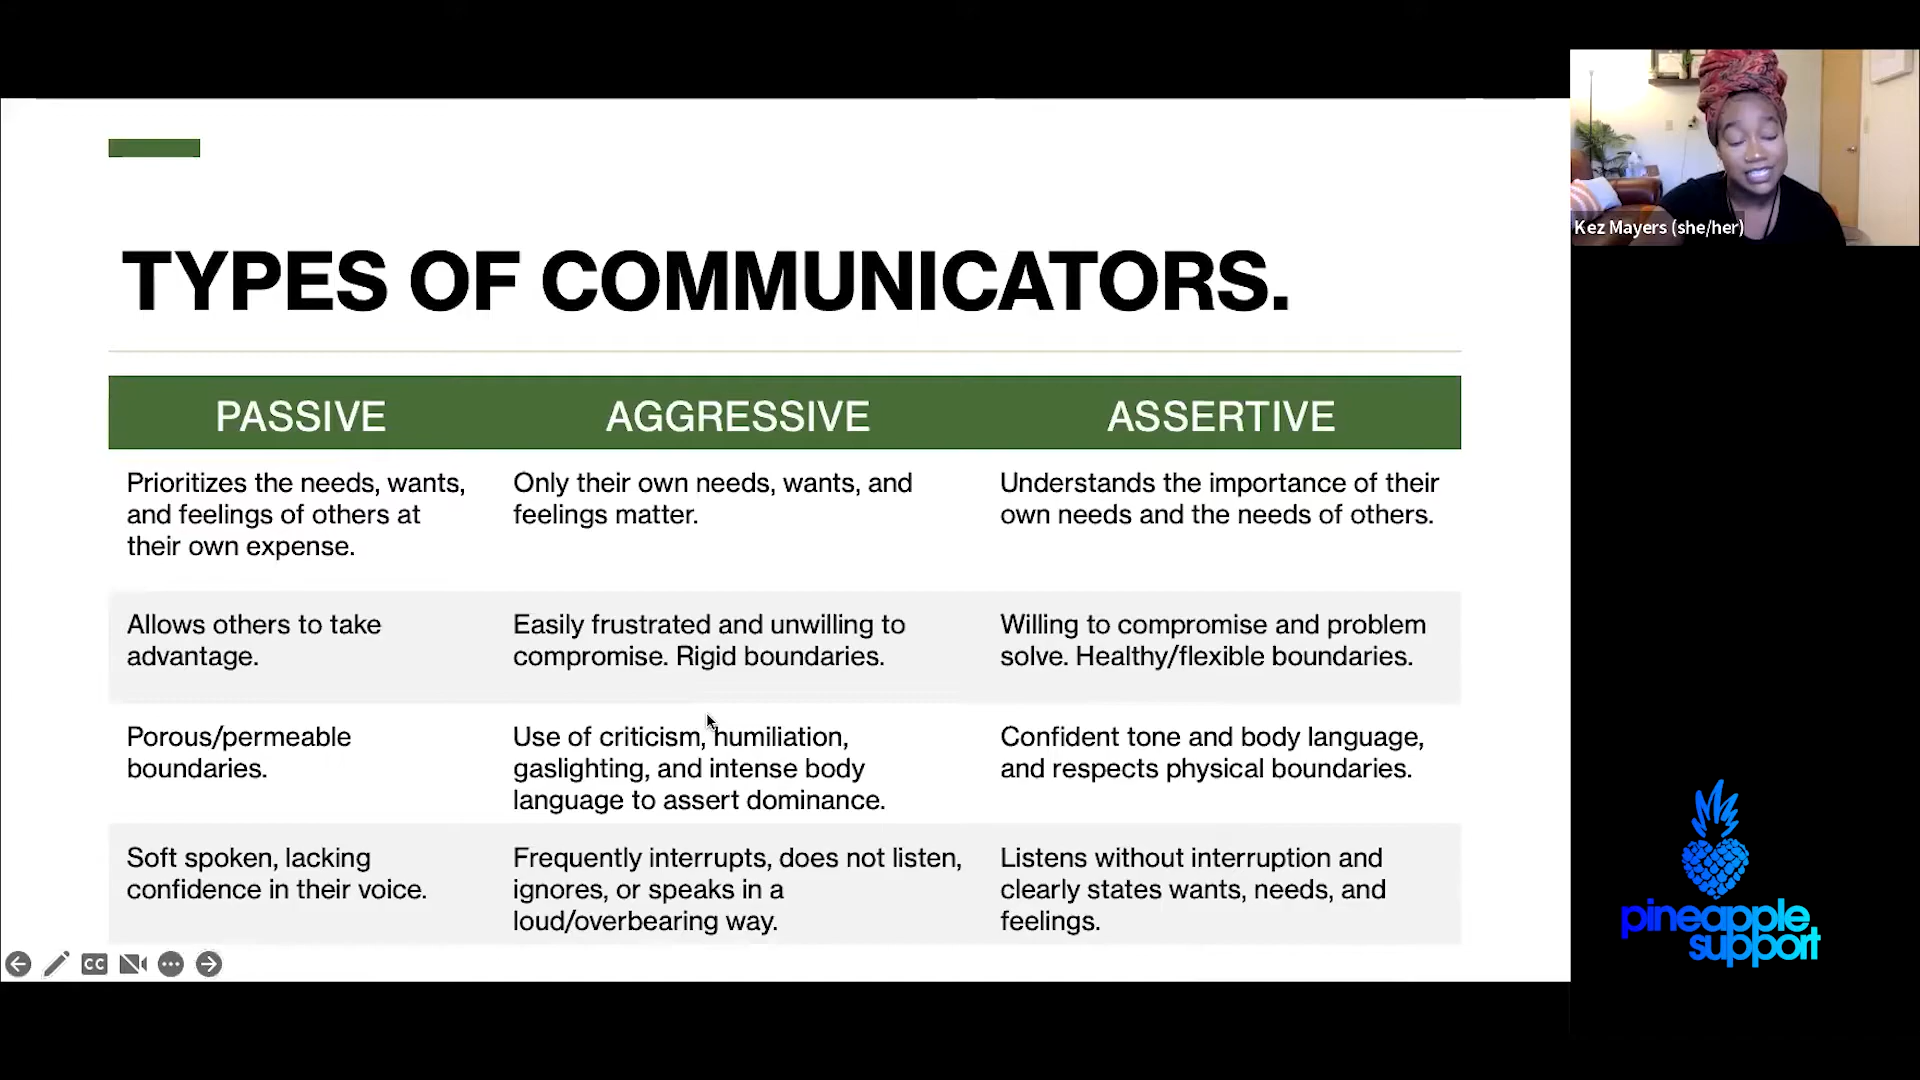 TYPES OF COMMUNICATORS.
PASSIVE
AGGRESSIVE
ASSERTIVE
Prioritizes the needs, wants,
and feelings of others at
their own expense.
Only their own needs, wants, and
feelings matter.
Understands the importance of their
own needs and the needs of others.
Allows others to take
advantage.
Easily frustrated and unwilling to
compromise. Rigid boundaries.
Willing to compromise and problem
solve. Healthy/flexible boundaries.
Porous/permeable
boundaries.
Use of criticism, humiliation,
gaslighting, and intense body
language to assert dominance.
Confident tone and body language,
and respects physical boundaries.
Soft spoken, lacking
confidence in their voice.
Frequently interrupts, does not listen,
ignores, or speaks in a
loud/overbearing way.
Listens without interruption and
clearly states wants, needs, and
feelings.
CC
Kez Mayers (she/her)
pineapple
support